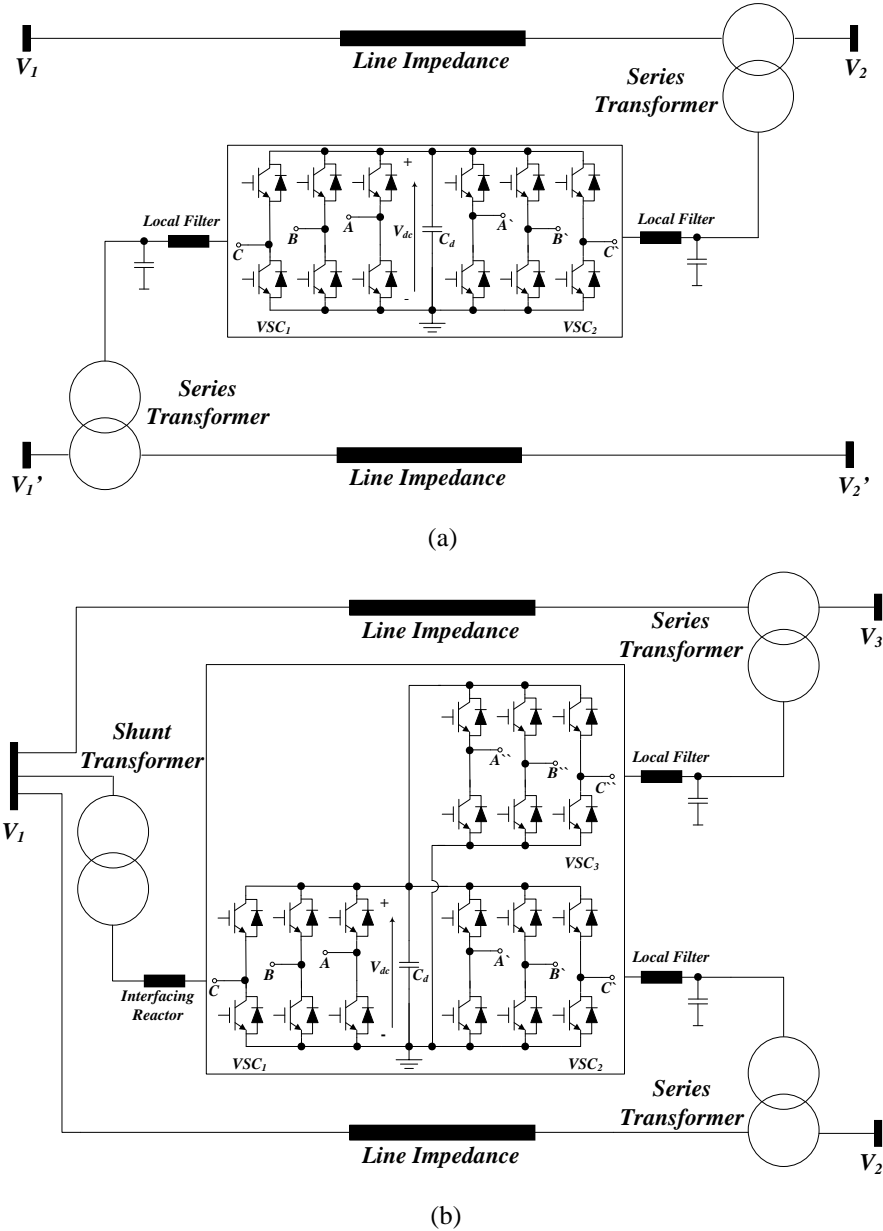 V1
Line Impedance
V2
Series
Transformer
Local Filter
C
B
A
+
Vdc
-
Cd
A`
B`
C`
Local Filter
VSC1
VSC2
Series
Transformer
V1’
Line Impedance
V2’
(a)
Line Impedance
V3
Series
Transformer
Shunt
Transformer
V1
A``
B``
C``
Local Filter
VSC3
C
B
A
+
Vdc
-
Cd
A`
B`
C`
Local Filter
Interfacing
Reactor
VSC1
VSC2
Series
Transformer
Line Impedance
V2
(b)